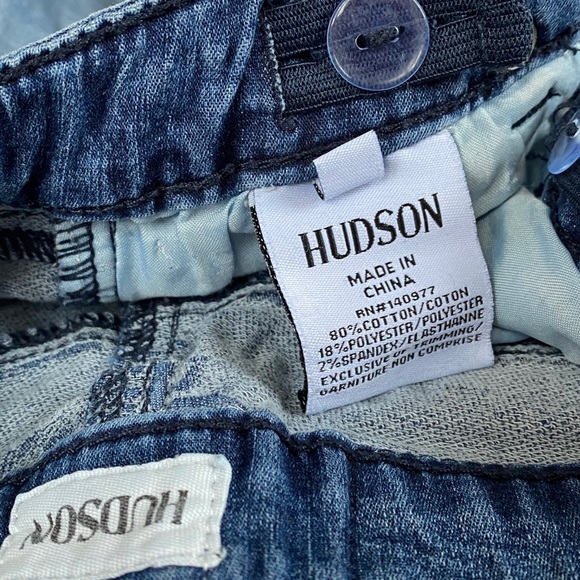 HUDSON
MADE IN
CHINA
RN#140977
80%COTTON/COTON
18%POLYESTER/POLYESTER
2%SPANDEX/ELASTHANNE
EXCLUSIVE OF TRIMMING/
GARNITURE NON COMPRISE
HUDSON